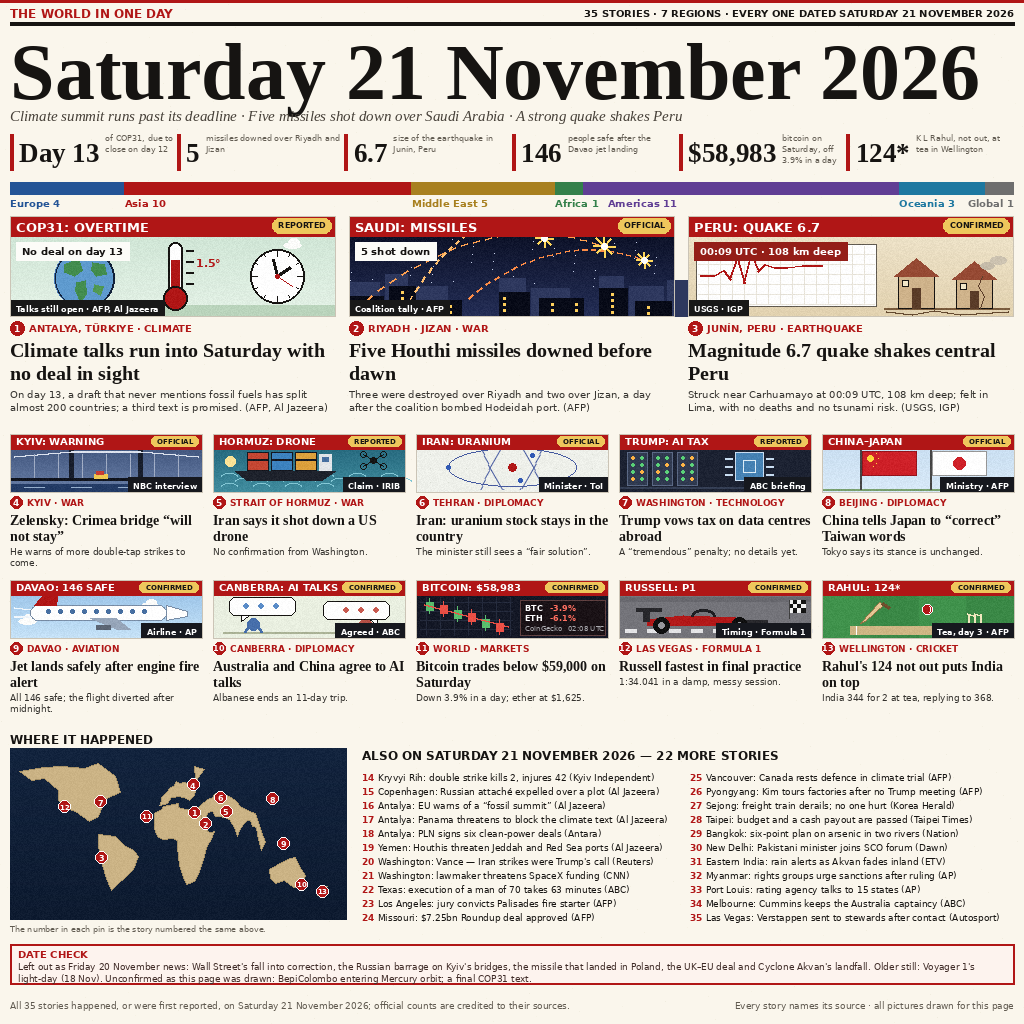 THE WORLD IN ONE DAY
35 STORIES · 7 REGIONS · EVERY ONE DATED SATURDAY 21 NOVEMBER 2026
Saturday 21 November 2026
Climate summit runs past its deadline · Five missiles shot down over Saudi Arabia · A strong quake shakes Peru
Day 13 of COP31, due to close on day 12
5 missiles downed over Riyadh and Jizan
6.7 size of the earthquake in Junin, Peru
146 people safe after the Davao jet landing
$58,983 bitcoin on Saturday, off 3.9% in a day
124* K L Rahul, not out, at tea in Wellington
Europe 4
Asia 10
Middle East 5
Africa 1
Americas 11
Oceania 3
Global 1
COP31: OVERTIME
REPORTED
No deal on day 13
1.5°
Talks still open · AFP, Al Jazeera
1 ANTALYA, TÜRKIYE · CLIMATE
Climate talks run into Saturday with
no deal in sight
On day 13, a draft that never mentions fossil fuels has split
almost 200 countries; a third text is promised. (AFP, Al Jazeera)
SAUDI: MISSILES
OFFICIAL
5 shot down
Coalition tally · AFP
2 RIYADH · JIZAN · WAR
Five Houthi missiles downed before
dawn
Three were destroyed over Riyadh and two over Jizan, a day
after the coalition bombed Hodeidah port. (AFP)
PERU: QUAKE 6.7
CONFIRMED
00:09 UTC · 108 km deep
USGS · IGP
3 JUNÍN, PERU · EARTHQUAKE
Magnitude 6.7 quake shakes central
Peru
Struck near Carhuamayo at 00:09 UTC, 108 km deep; felt in
Lima, with no deaths and no tsunami risk. (USGS, IGP)
KYIV: WARNING
OFFICIAL
NBC interview
4 KYIV · WAR
Zelensky: Crimea bridge “will
not stay”
He warns of more double-tap strikes to
come.
HORMUZ: DRONE
REPORTED
Claim · IRIB
5 STRAIT OF HORMUZ · WAR
Iran says it shot down a US
drone
No confirmation from Washington.
IRAN: URANIUM
OFFICIAL
Minister · ToI
6 TEHRAN · DIPLOMACY
Iran: uranium stock stays in the
country
The minister still sees a “fair solution”.
TRUMP: AI TAX
REPORTED
ABC briefing
7 WASHINGTON · TECHNOLOGY
Trump vows tax on data centres
abroad
A “tremendous” penalty; no details yet.
CHINA–JAPAN
OFFICIAL
Ministry · AFP
8 BEIJING · DIPLOMACY
China tells Japan to “correct”
Taiwan words
Tokyo says its stance is unchanged.
DAVAO: 146 SAFE
CONFIRMED
Airline · AP
9 DAVAO · AVIATION
Jet lands safely after engine fire
alert
All 146 safe; the flight diverted after
midnight.
CANBERRA: AI TALKS
CONFIRMED
Agreed · ABC
10 CANBERRA · DIPLOMACY
Australia and China agree to AI
talks
Albanese ends an 11-day trip.
BITCOIN: $58,983
CONFIRMED
BTC -3.9%
ETH -6.1%
CoinGecko 02:08 UTC
11 WORLD · MARKETS
Bitcoin trades below $59,000 on
Saturday
Down 3.9% in a day; ether at $1,625.
RUSSELL: P1
CONFIRMED
Timing · Formula 1
12 LAS VEGAS · FORMULA 1
Russell fastest in final practice
1:34.041 in a damp, messy session.
RAHUL: 124*
CONFIRMED
Tea, day 3 · AFP
13 WELLINGTON · CRICKET
Rahul's 124 not out puts India
on top
India 344 for 2 at tea, replying to 368.
WHERE IT HAPPENED
4
6
8
12
7
11
1
5
2
9
3
10
13
The number in each pin is the story numbered the same above.
ALSO ON SATURDAY 21 NOVEMBER 2026 — 22 MORE STORIES
14 Kryvyi Rih: double strike kills 2, injures 42 (Kyiv Independent)
15 Copenhagen: Russian attaché expelled over a plot (Al Jazeera)
16 Antalya: EU warns of a “fossil summit” (Al Jazeera)
17 Antalya: Panama threatens to block the climate text (Al Jazeera)
18 Antalya: PLN signs six clean-power deals (Antara)
19 Yemen: Houthis threaten Jeddah and Red Sea ports (Al Jazeera)
20 Washington: Vance — Iran strikes were Trump's call (Reuters)
21 Washington: lawmaker threatens SpaceX funding (CNN)
22 Texas: execution of a man of 70 takes 63 minutes (ABC)
23 Los Angeles: jury convicts Palisades fire starter (AFP)
24 Missouri: $7.25bn Roundup deal approved (AFP)
25 Vancouver: Canada rests defence in climate trial (AFP)
26 Pyongyang: Kim tours factories after no Trump meeting (AFP)
27 Sejong: freight train derails; no one hurt (Korea Herald)
28 Taipei: budget and a cash payout are passed (Taipei Times)
29 Bangkok: six-point plan on arsenic in two rivers (Nation)
30 New Delhi: Pakistani minister joins SCO forum (Dawn)
31 Eastern India: rain alerts as Akvan fades inland (ETV)
32 Myanmar: rights groups urge sanctions after ruling (AP)
33 Port Louis: rating agency talks to 15 states (AP)
34 Melbourne: Cummins keeps the Australia captaincy (ABC)
35 Las Vegas: Verstappen sent to stewards after contact (Autosport)
DATE CHECK
Left out as Friday 20 November news: Wall Street's fall into correction, the Russian barrage on Kyiv's bridges, the missile that landed in Poland, the UK–EU deal and Cyclone Akvan's landfall. Older still: Voyager 1's
light-day (18 Nov). Unconfirmed as this page was drawn: BepiColombo entering Mercury orbit; a final COP31 text.
All 35 stories happened, or were first reported, on Saturday 21 November 2026; official counts are credited to their sources.
Every story names its source · all pictures drawn for this page